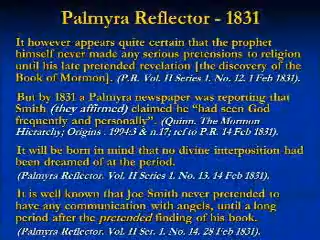 Palmyra Reflector - 1831
It however appears quite certain that the prophet
himself never made any serious pretensions to religion
until his late pretended revelation [the discovery of the
Book of Mormon]. (P.R. Vol. II Series 1. No. 12. 1 Feb 1831).
But by 1831 a Palmyra newspaper was reporting that
Smith (they affirmed) claimed he "had seen God
frequently and personally". (Quinn. The Mormon
Hierarchy; Origins . 1994:3 & n.17; ref to P.R. 14 Feb 1831).
It will be born in mind that no divine interposition had
been dreamed of at the period.
(Palmyra Reflector. Vol. II Series 1. No. 13. 14 Feb 1831).
It is well known that Joe Smith never pretended to
have any communication with angels, until a long
period after the pretended finding of his book.
(Palmyra Reflector. Vol. II Ser. 1. No. 14. 28 Feb 1831).